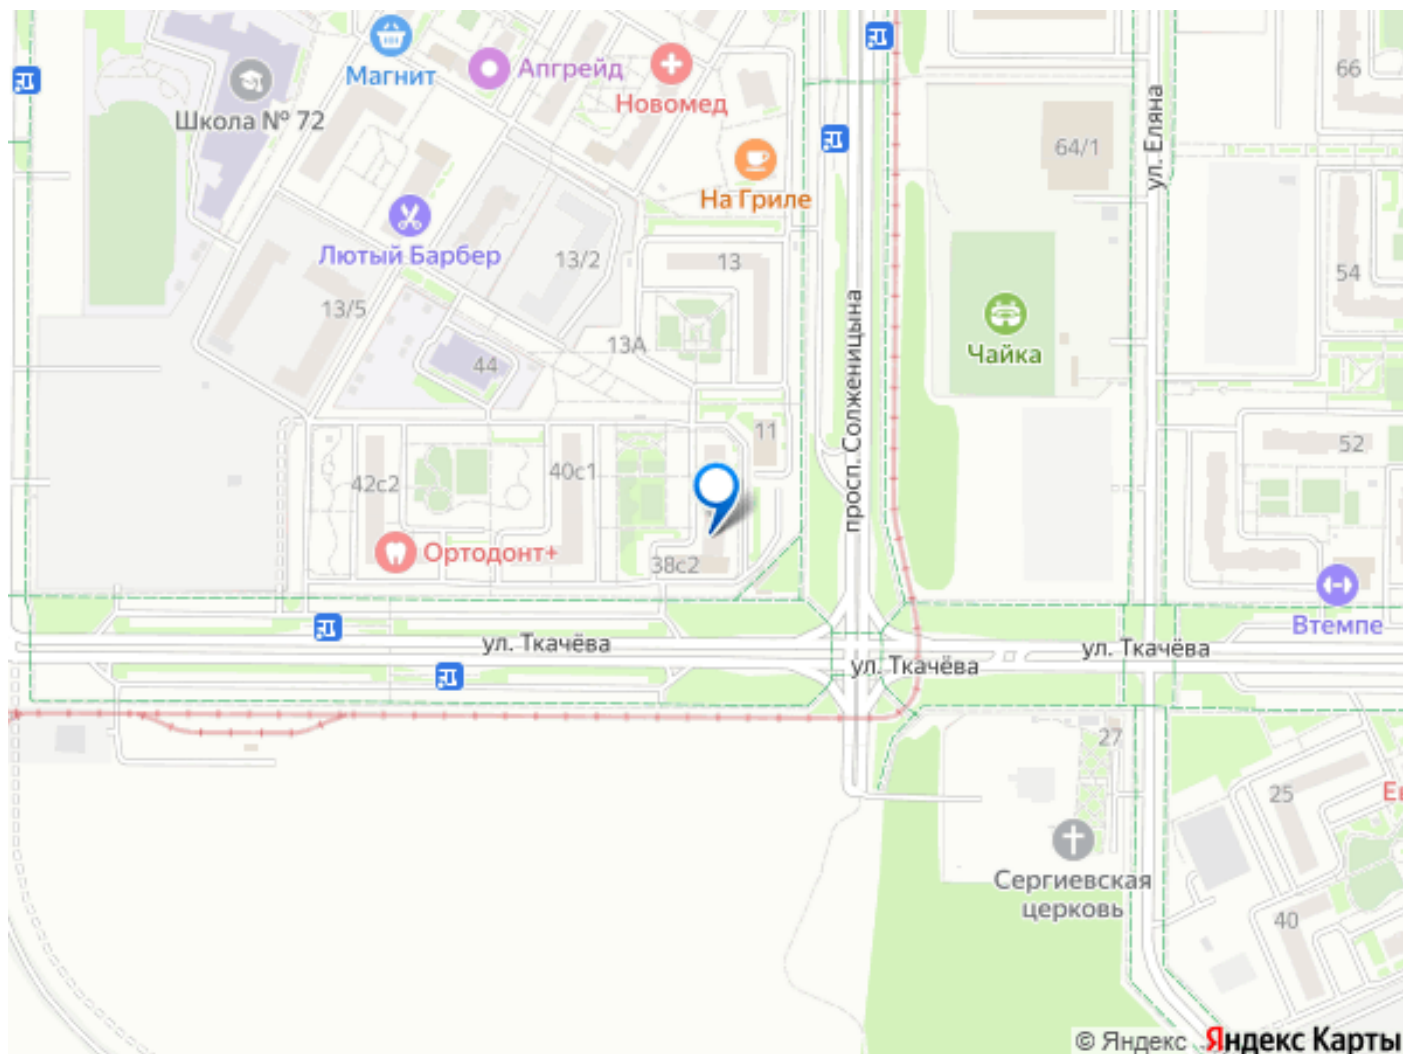 Магнит
Апгрейд
Новомед
66
Школа № 72
64/1
ул. Еляна
На Гриле
Лютый Барбер
13/2
13
54
13/5
13А
просп. Солженицына
Чайка
44
11
52
42с2
40с1
Ортодонт+
38с2
Втемпе
ул. Ткачёва
ул. Ткачёва
ул. Ткачёва
27
25
Ев
Сергиевская
церковь
40
© Яндекс Яндекс Карты